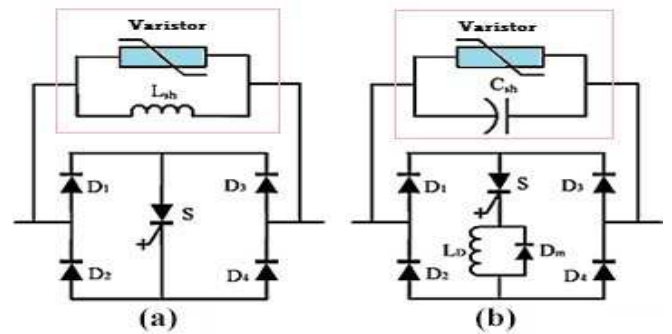 Varistor
Lsh
D1
D3
S
+
D2
D4
(a)
Varistor
Csh
D1
S
D3
+
LD
Dm
D2
D4
(b)